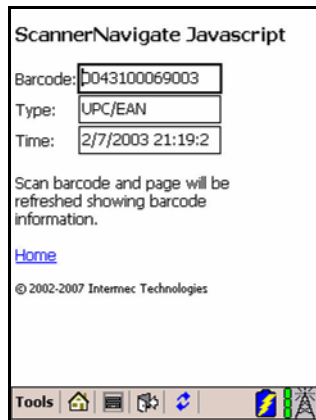 ScannerNavigate Javascript
Barcode: 0043100069003
Type: UPC/EAN
Time: 2/7/2003 21:19:2
Scan barcode and page will be
refreshed showing barcode
information.
Home
© 2002-2007 Intermec Technologies
Tools